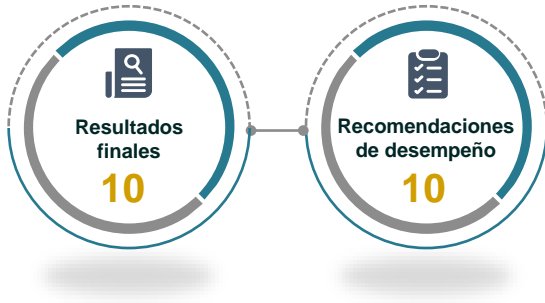 Resultados
finales
10
Recomendaciones
de desempeño
10